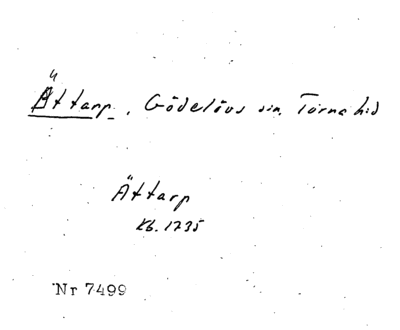 Ättarp, Gödelövs sn, Torna hd
Ättarp
Kb. 1735
Nr 7499